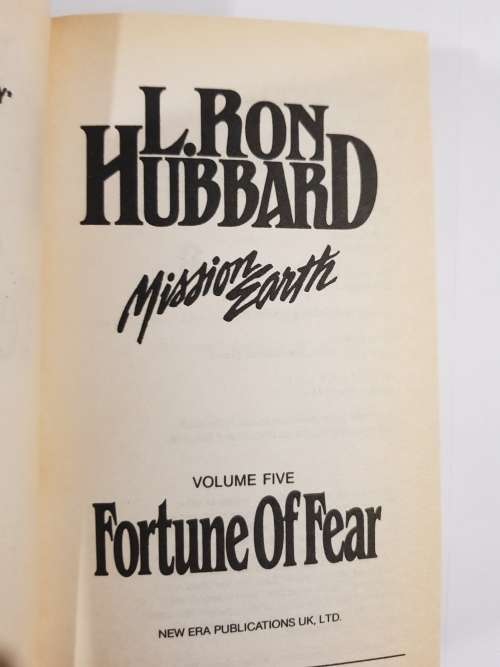 L. RON
HUBBARD
Mission
Earth
VOLUME FIVE
Fortune Of Fear
NEW ERA PUBLICATIONS UK, LTD.